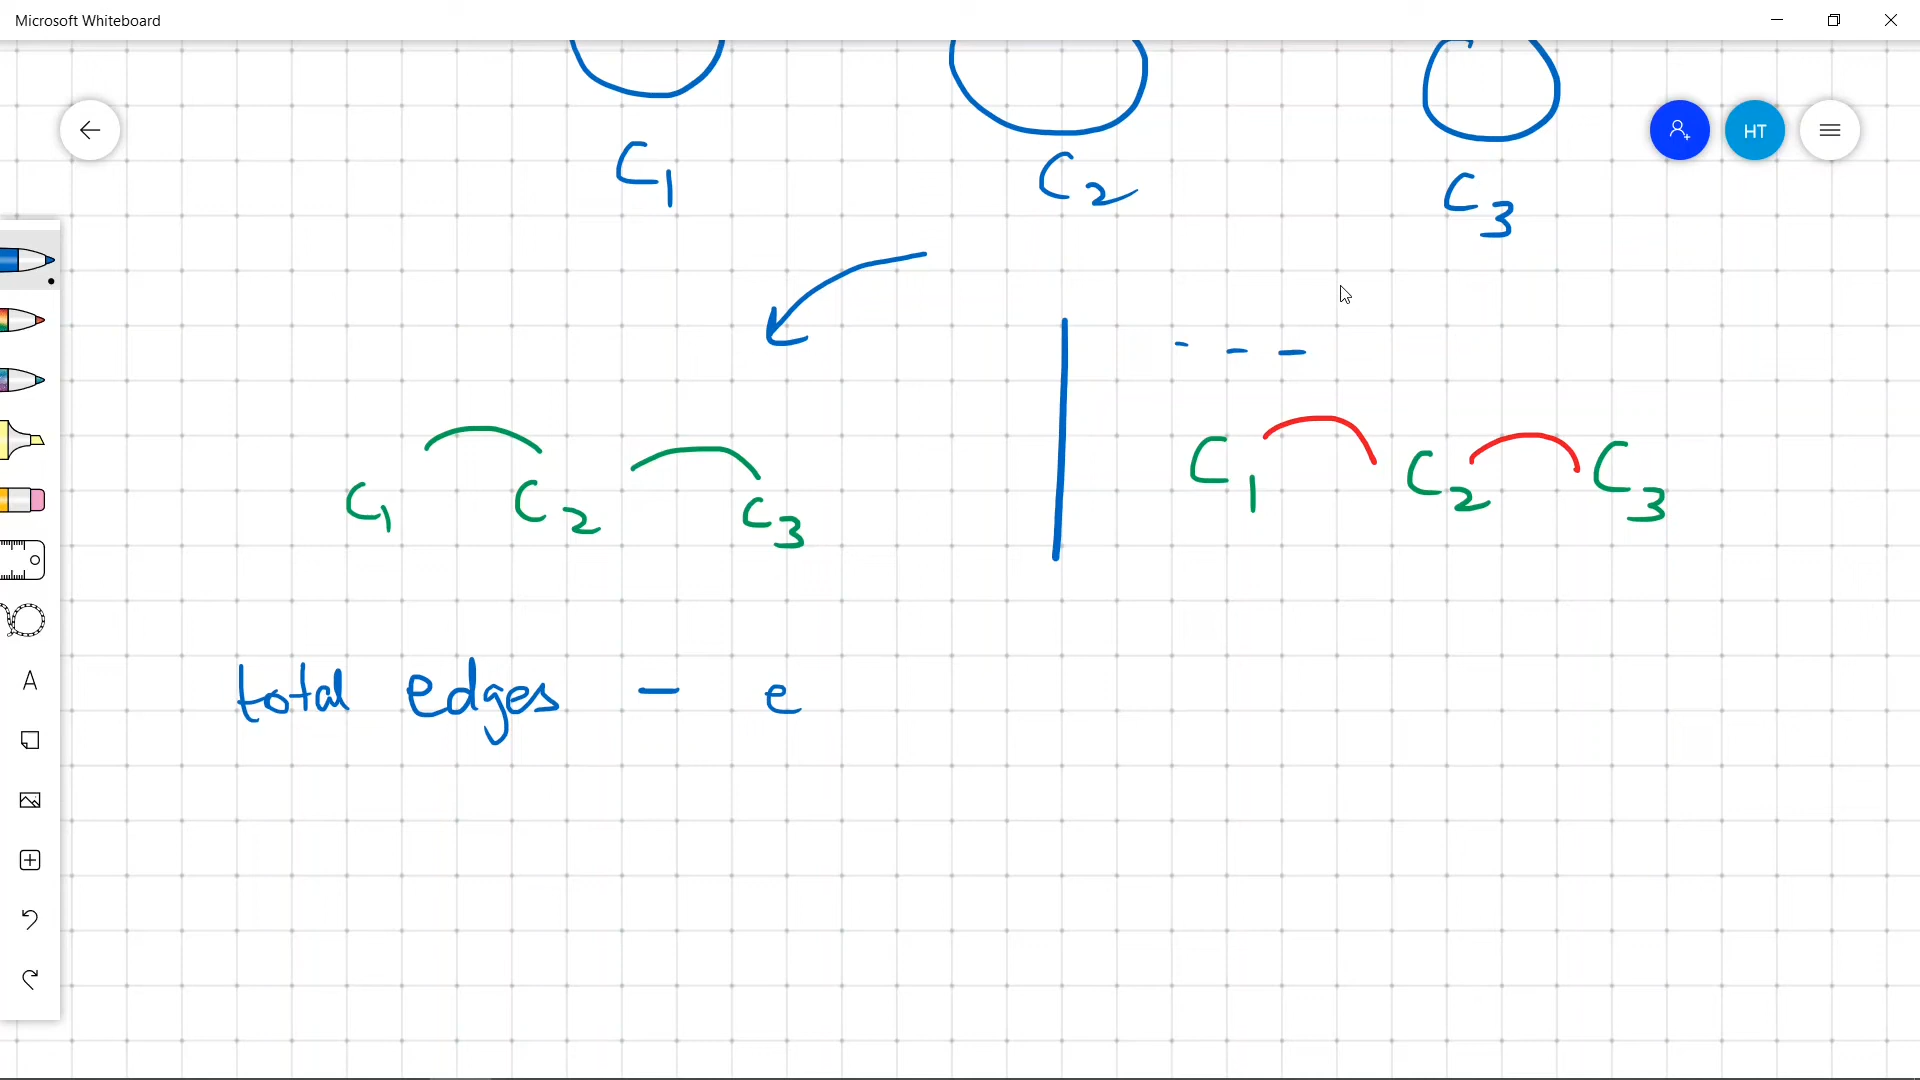 Microsoft Whiteboard
C1 C2 C3
HT
- - -
C1 C2 C3 C1 C2 C3
total edges - e
A